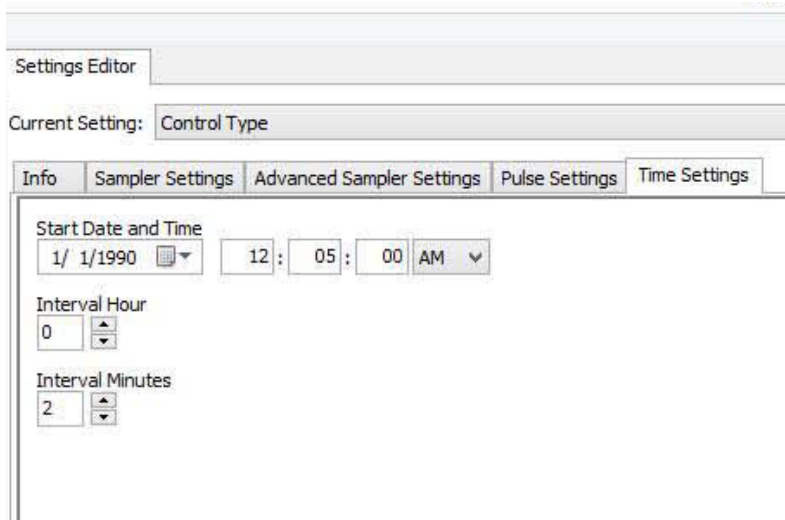 Settings Editor
Current Setting: Control Type
Info Sampler Settings Advanced Sampler Settings Pulse Settings Time Settings
Start Date and Time
1/ 1/1990 12 : 05 : 00 AM
Interval Hour
0
Interval Minutes
2